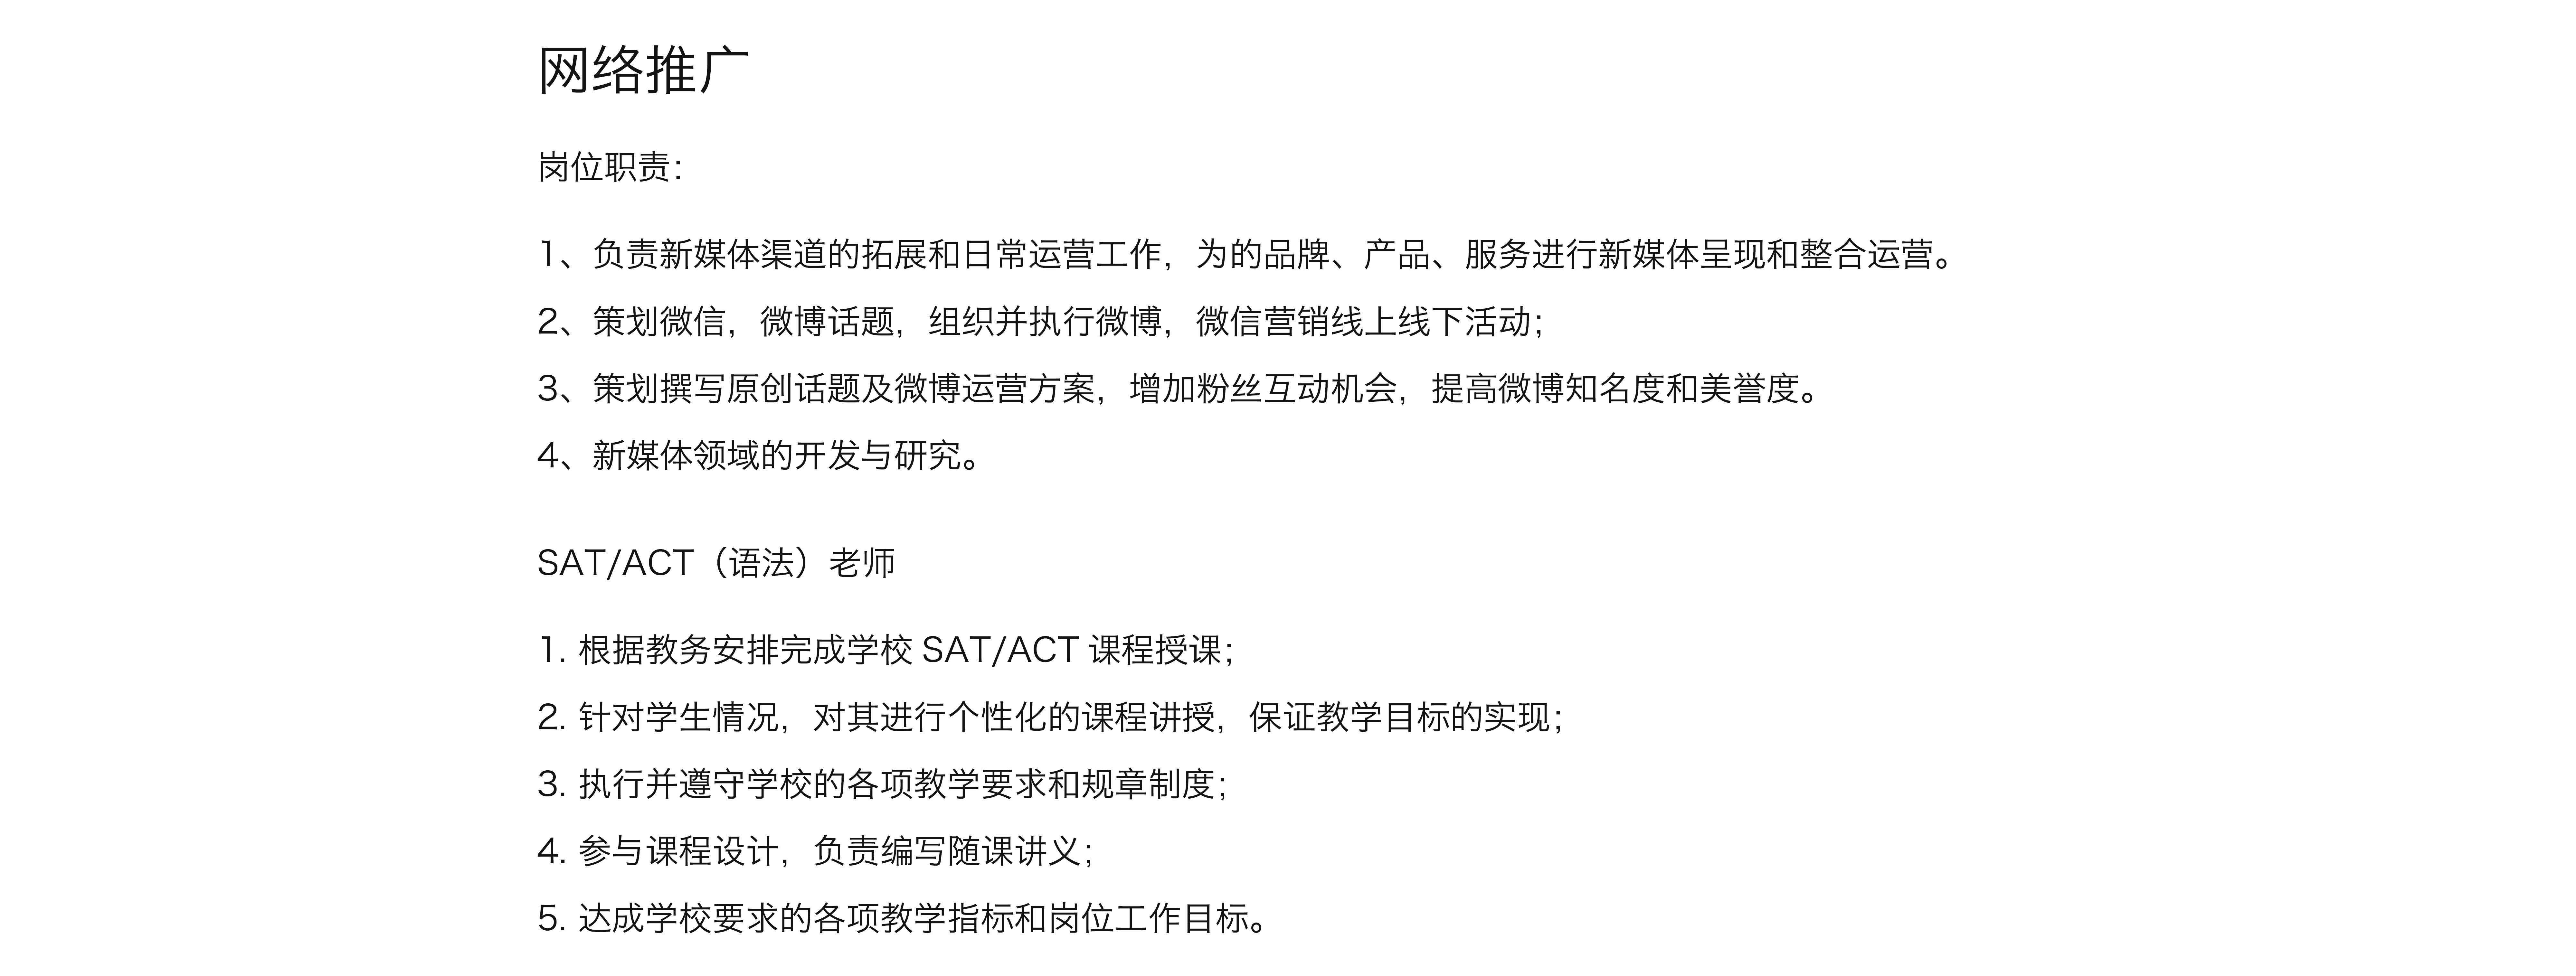 网络推广
岗位职责：
1、负责新媒体渠道的拓展和日常运营工作，为的品牌、产品、服务进行新媒体呈现和整合运营。
2、策划微信，微博话题，组织并执行微博，微信营销线上线下活动；
3、策划撰写原创话题及微博运营方案，增加粉丝互动机会，提高微博知名度和美誉度。
4、新媒体领域的开发与研究。
SAT/ACT（语法）老师
1. 根据教务安排完成学校 SAT/ACT 课程授课；
2. 针对学生情况，对其进行个性化的课程讲授，保证教学目标的实现；
3. 执行并遵守学校的各项教学要求和规章制度；
4. 参与课程设计，负责编写随课讲义；
5. 达成学校要求的各项教学指标和岗位工作目标。